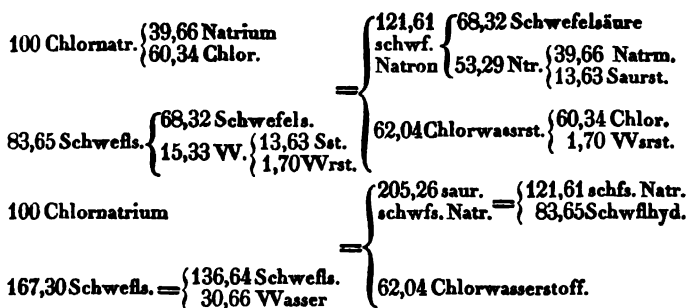 100 Chlornatr. {39,66 Natrium
{60,34 Chlor.
83,65 Schwefls. {68,32 Schwefels.
{15,33 W. {13,63 Sst.
{1,70 Wrst.
=
{121,61 schwf. Natron {68,32 Schwefelsäure
{53,29 Ntr. {39,66 Natrm.
{13,63 Saurst.
{62,04 Chlorwassrst. {60,34 Chlor.
{1,70 Wsrst.
100 Chlornatrium
167,30 Schwefls. = {136,64 Schwefls.
{30,66 Wasser
=
{205,26 saur.
schwfs. Natr. = {121,61 schfs. Natr.
{83,65 Schwflhyd.
{62,04 Chlorwasserstoff.